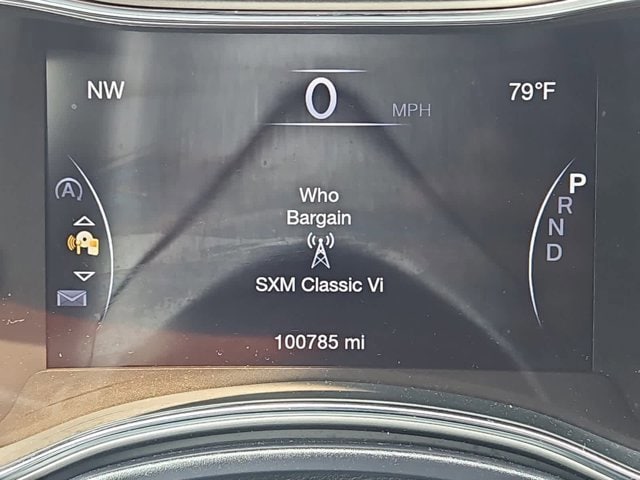 NW
0 MPH
79°F
A
Who
Bargain
SXM Classic Vi
100785 mi
P
R
N
D